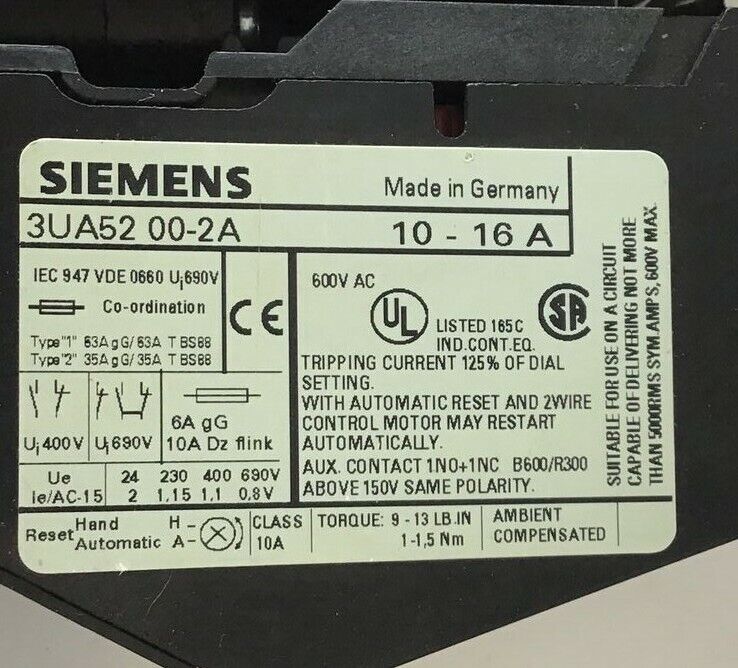 SIEMENS
Made in Germany
3UA52 00-2A
10 - 16 A
IEC 947 VDE 0660 Ui690V
Co-ordination
Type "1" 63A gG/63A T BS88
Type "2" 35A gG/35A T BS88
CE
Ui400V
Ui690V
6A gG
10A Dz flink
Ue 24 230 400 690V
Ie/AC-15 2 1,15 1,1 0,8V
600V AC
UL
LISTED 165C
IND.CONT.EQ.
SA
TRIPPING CURRENT 125% OF DIAL
SETTING.
WITH AUTOMATIC RESET AND 2WIRE
CONTROL MOTOR MAY RESTART
AUTOMATICALLY.
AUX. CONTACT 1NO+1NC B600/R300
ABOVE 150V SAME POLARITY.
SUITABLE FOR USE ON A CIRCUIT
CAPABLE OF DELIVERING NOT MORE
THAN 5000RMS SYM.AMPS, 600V MAX.
Reset Hand H-
Automatic A-
CLASS
10A
TORQUE: 9 - 13 LB.IN
1-1,5 Nm
AMBIENT
COMPENSATED